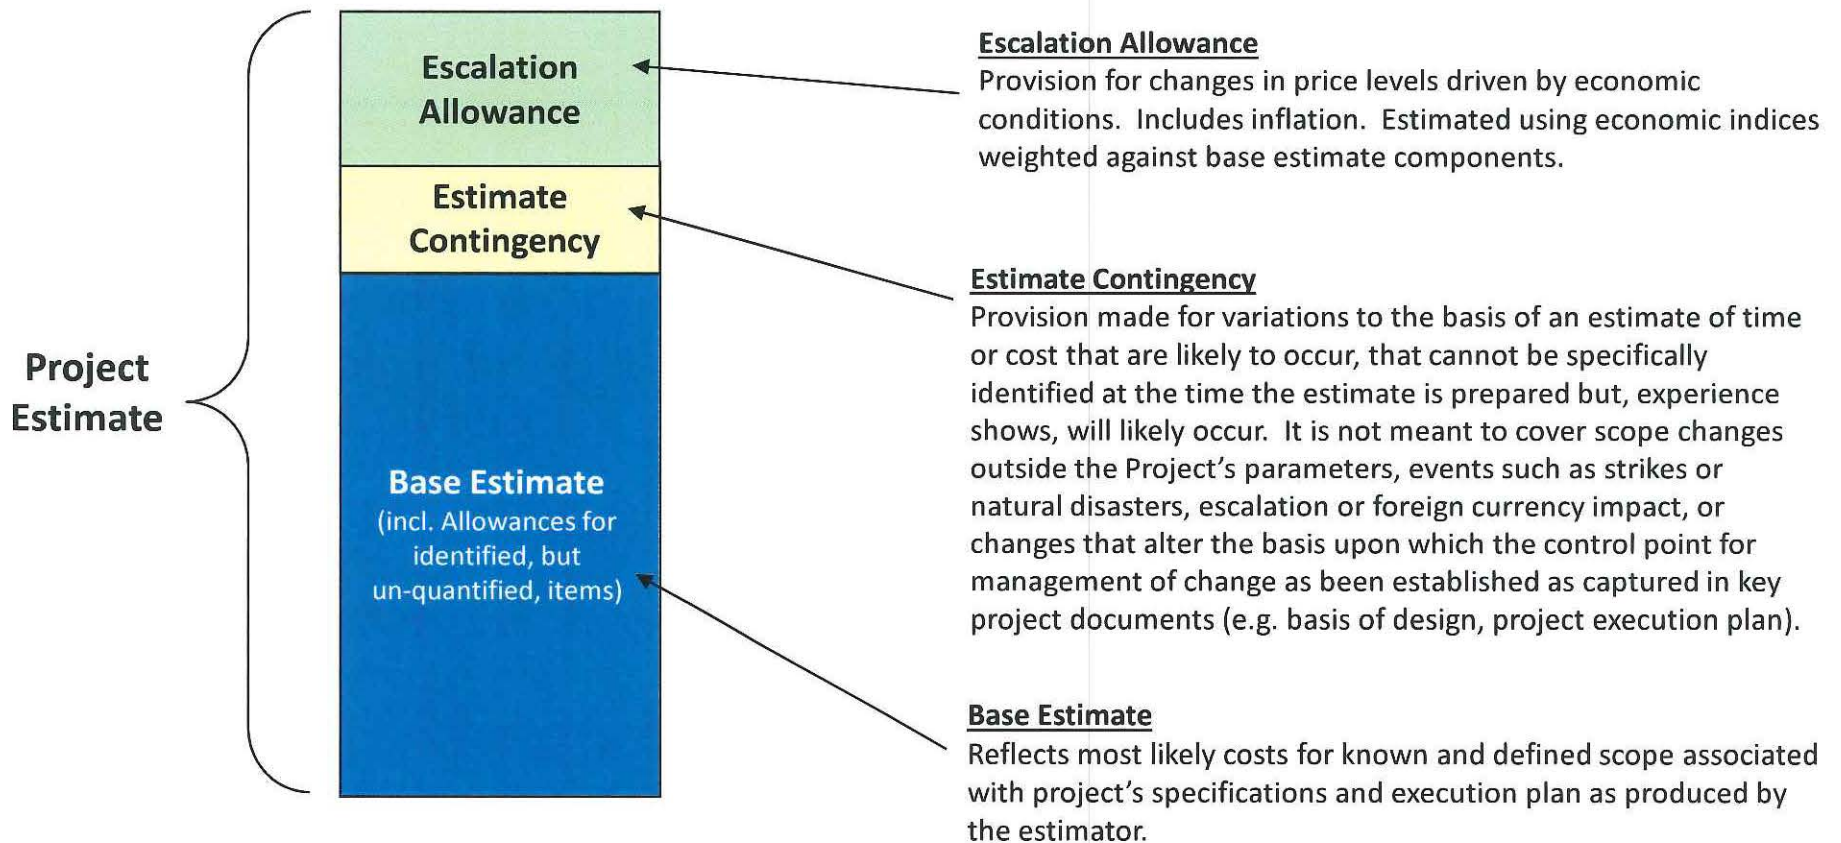 Project
Estimate
Escalation
Allowance
Estimate
Contingency
Base Estimate
(incl. Allowances for
identified, but
un-quantified, items)
Escalation Allowance
Provision for changes in price levels driven by economic
conditions.  Includes inflation.  Estimated using economic indices
weighted against base estimate components.
Estimate Contingency
Provision made for variations to the basis of an estimate of time
or cost that are likely to occur, that cannot be specifically
identified at the time the estimate is prepared but, experience
shows, will likely occur.  It is not meant to cover scope changes
outside the Project’s parameters, events such as strikes or
natural disasters, escalation or foreign currency impact, or
changes that alter the basis upon which the control point for
management of change as been established as captured in key
project documents (e.g. basis of design, project execution plan).
Base Estimate
Reflects most likely costs for known and defined scope associated
with project’s specifications and execution plan as produced by
the estimator.